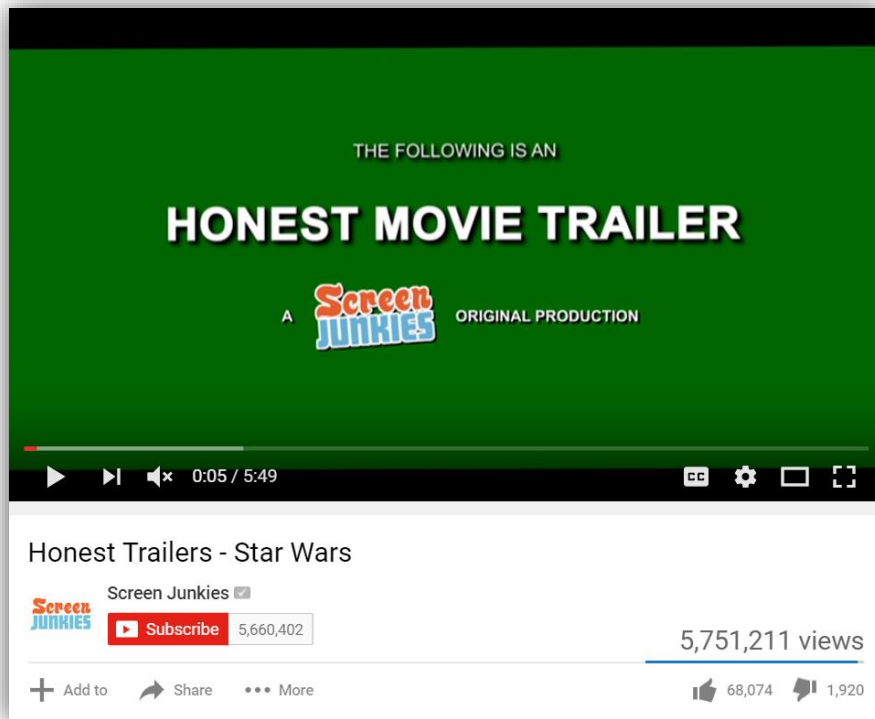 THE FOLLOWING IS AN
HONEST MOVIE TRAILER
A Screen JUNKIES ORIGINAL PRODUCTION
0:05 / 5:49
CC
Honest Trailers - Star Wars
Screen JUNKIES
Screen Junkies
Subscribe 5,660,402
5,751,211 views
Add to Share More 68,074 1,920